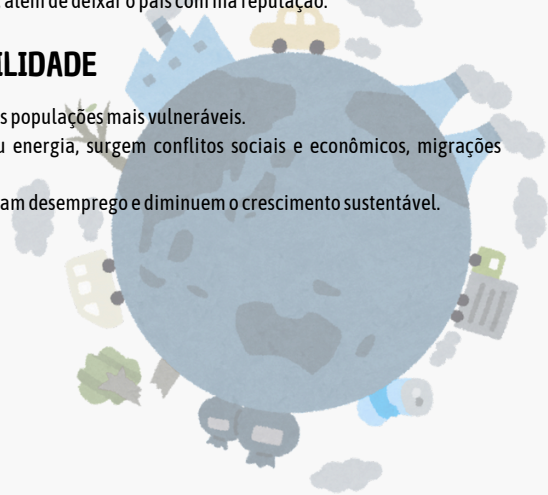 além de deixar o país com má reputação.
ILIDADE
s populações mais vulneráveis.
u energia, surgem conflitos sociais e econômicos, migrações
am desemprego e diminuem o crescimento sustentável.